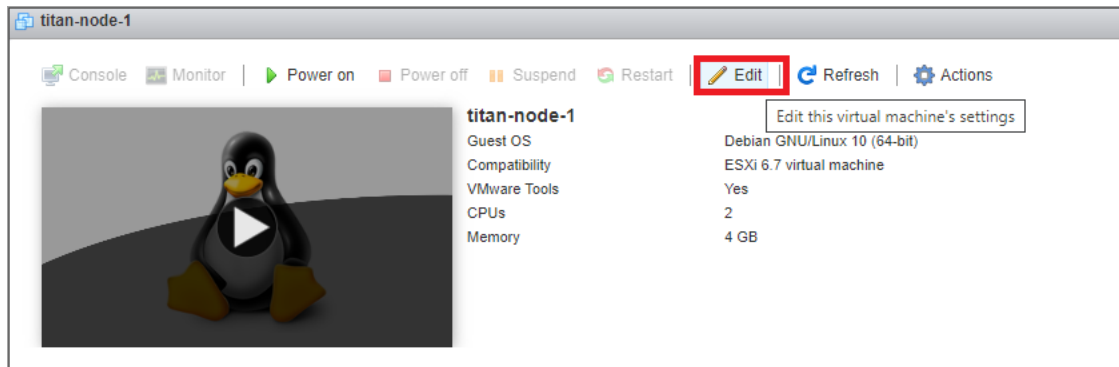 titan-node-1
Console Monitor Power on Power off Suspend Restart Edit Refresh Actions
titan-node-1
Edit this virtual machine's settings
Guest OS Debian GNU/Linux 10 (64-bit)
Compatibility ESXi 6.7 virtual machine
VMware Tools Yes
CPUs 2
Memory 4 GB